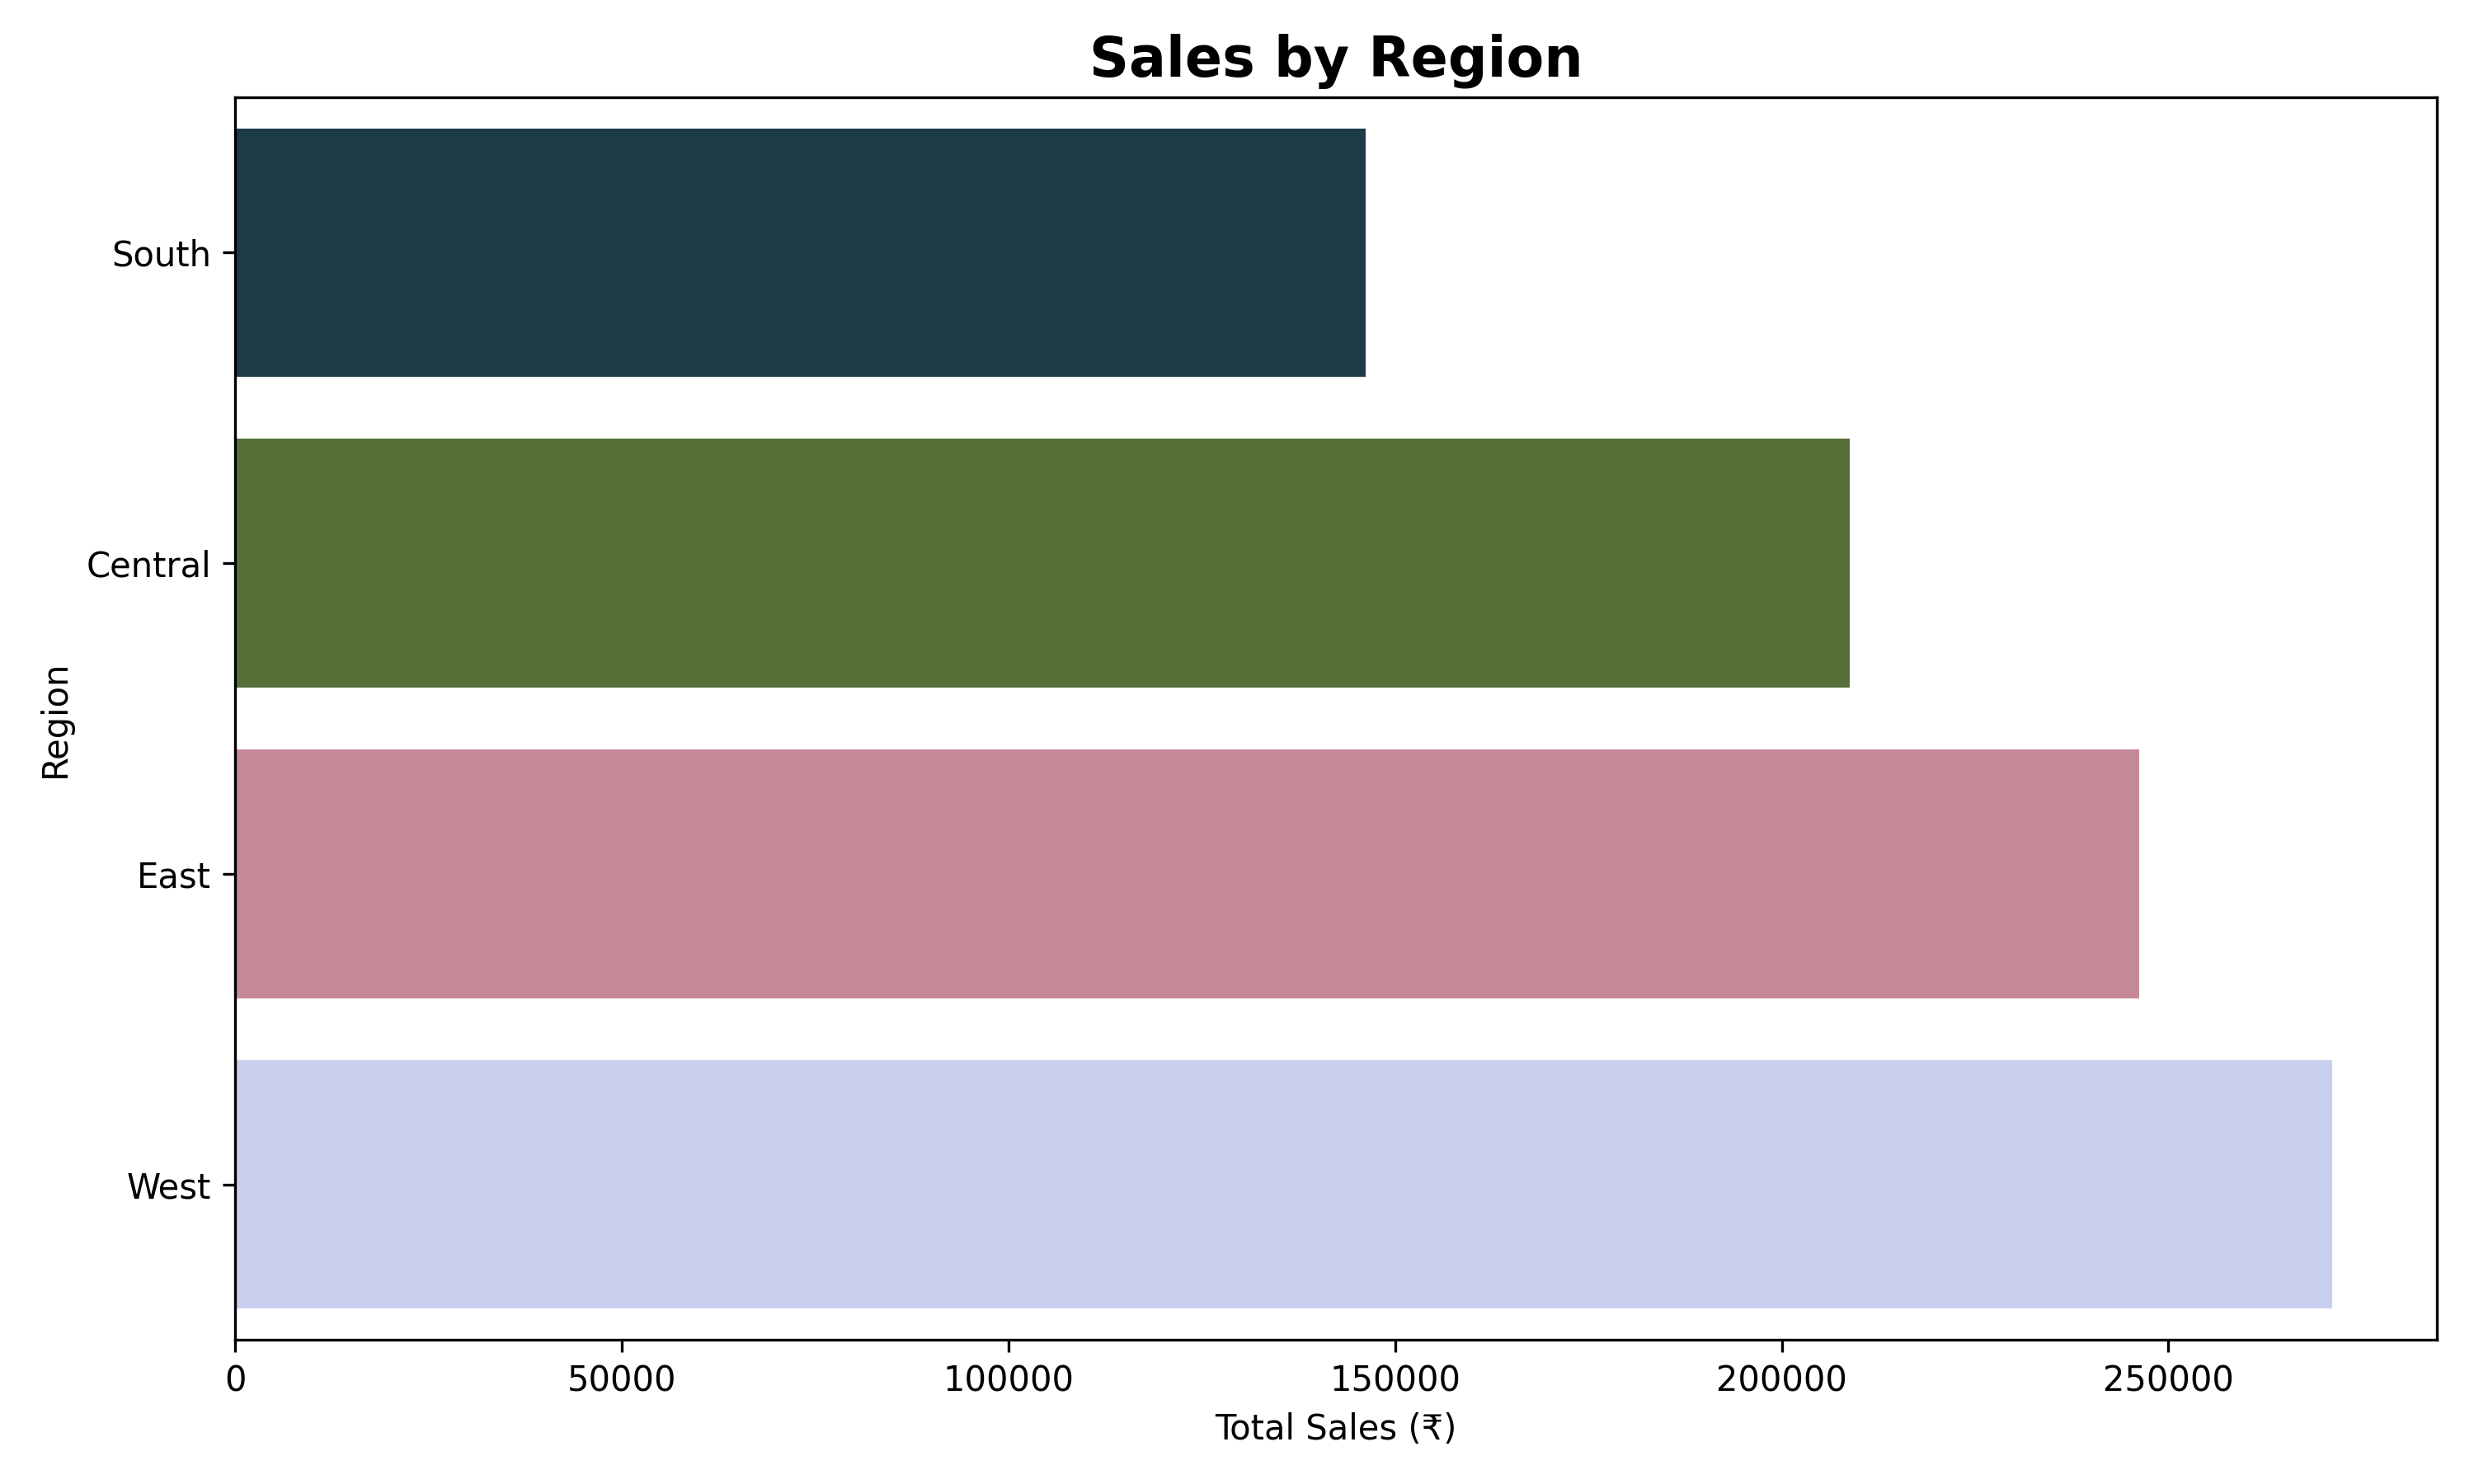 Sales by Region
South
Central
East
West
Region
0 50000 100000 150000 200000 250000
Total Sales (₹)